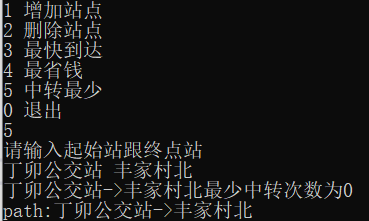 1 增加站点
2 删除站点
3 最快到达
4 最省钱
5 中转最少
0 退出
5
请输入起始站跟终点站
丁卯公交站 丰家村北
丁卯公交站->丰家村北最少中转次数为0
path:丁卯公交站->丰家村北